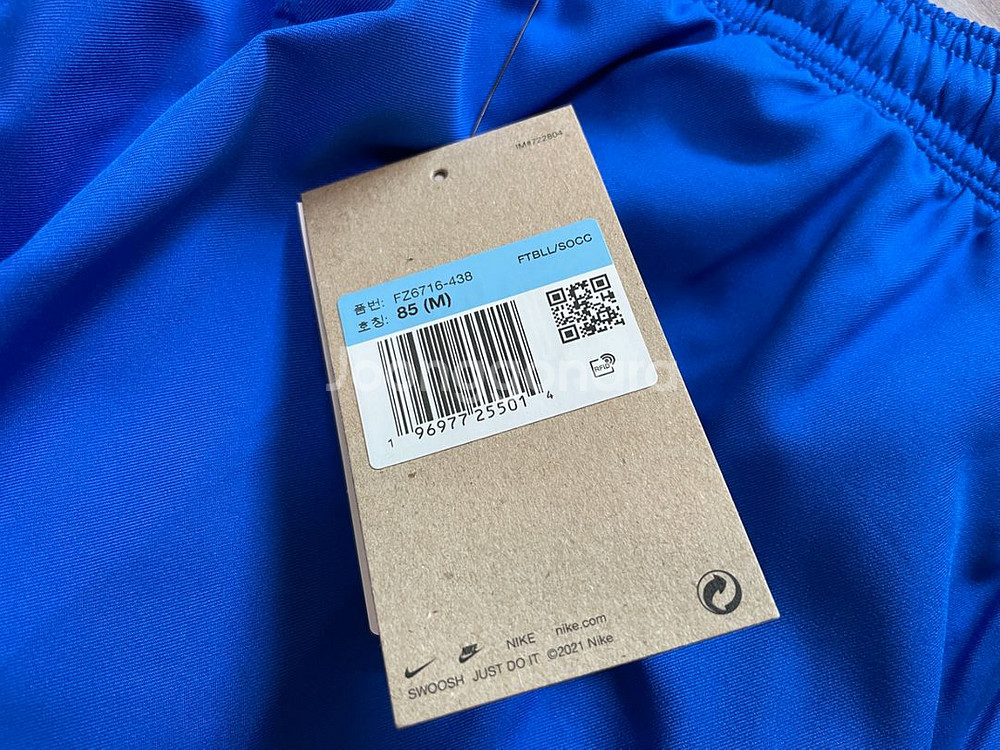 IM#722804
FTBLL/SOCC
품번: FZ6716-438
호칭: 85 (M)
RFID
1 96977 25501 4
Joonggonara
NIKE nike.com
SWOOSH JUST DO IT ©2021 Nike